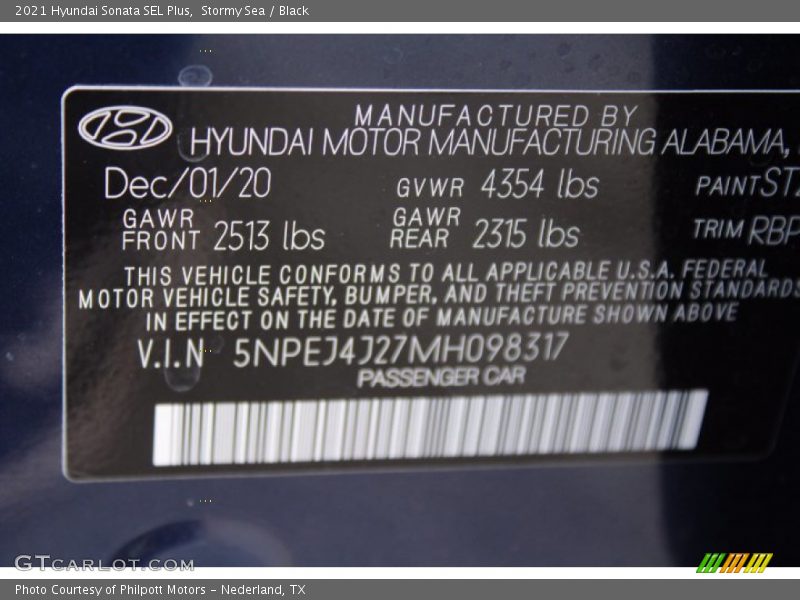 2021 Hyundai Sonata SEL Plus,  Stormy Sea / Black
MANUFACTURED BY
HYUNDAI MOTOR MANUFACTURING ALABAMA,
Dec/01/20 GVWR 4354 lbs PAINT
GAWR FRONT 2513 lbs GAWR REAR 2315 lbs TRIM RBP
THIS VEHICLE CONFORMS TO ALL APPLICABLE U.S.A. FEDERAL
MOTOR VEHICLE SAFETY, BUMPER, AND THEFT PREVENTION STANDARDS
IN EFFECT ON THE DATE OF MANUFACTURE SHOWN ABOVE
V.I.N 5NPEJ4J27MH098317
PASSENGER CAR
GTCARLOT.COM
Photo Courtesy of Philpott Motors - Nederland, TX